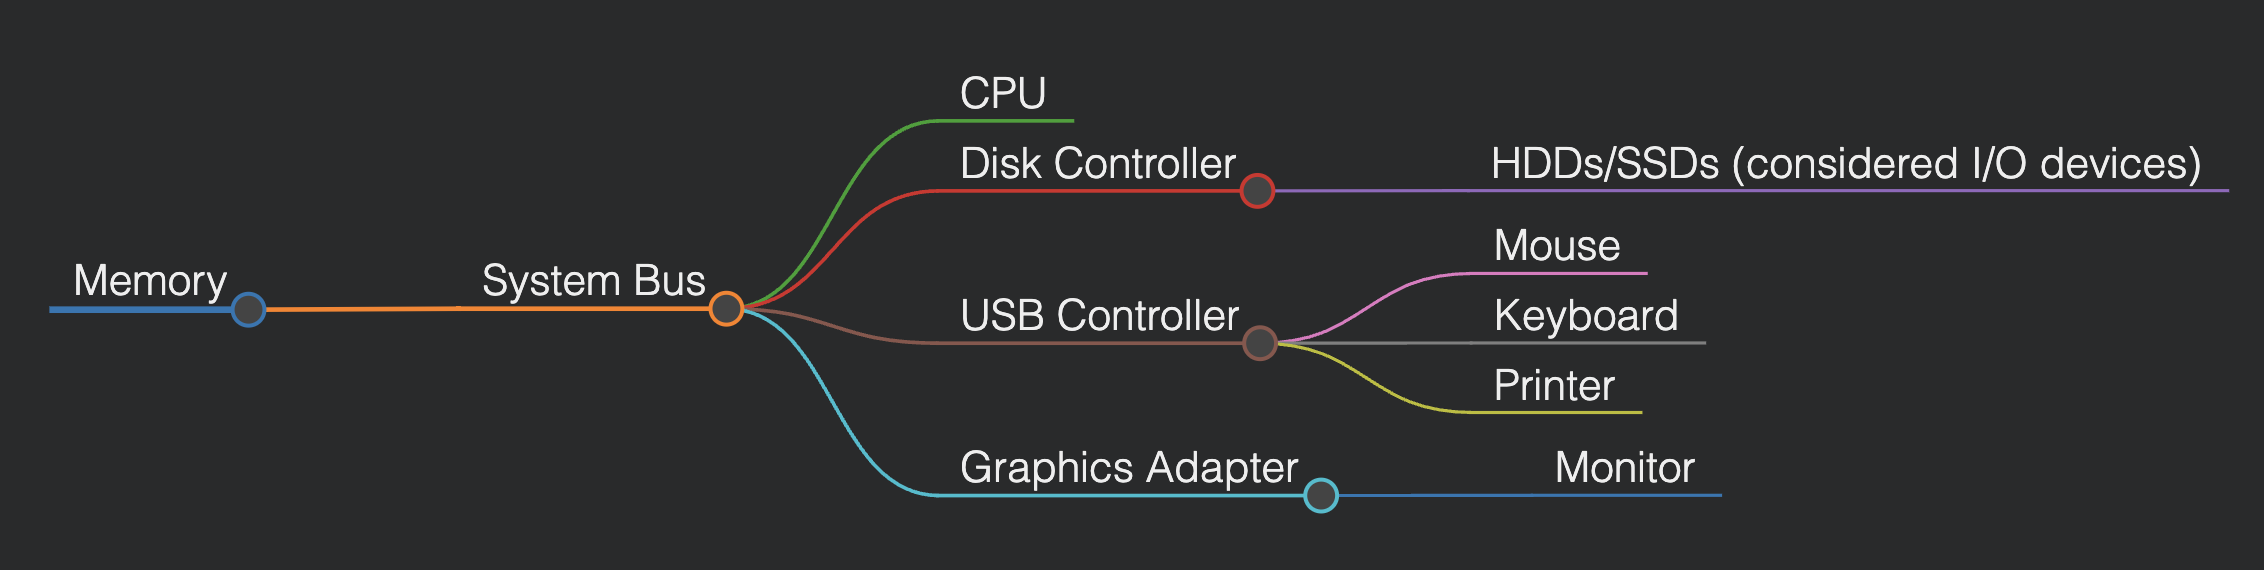 Memory
System Bus
CPU
Disk Controller
HDDs/SSDs (considered I/O devices)
USB Controller
Mouse
Keyboard
Printer
Graphics Adapter
Monitor